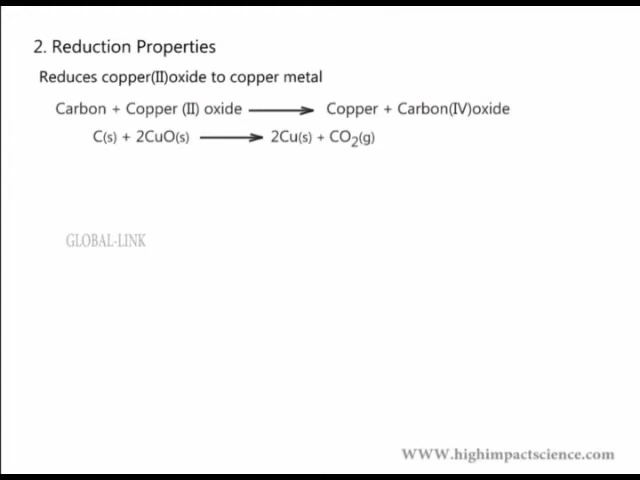 2. Reduction Properties
Reduces copper(II)oxide to copper metal
Carbon + Copper (II) oxide ⟶ Copper + Carbon(IV)oxide
C(s) + 2CuO(s) ⟶ 2Cu(s) + CO₂(g)
GLOBAL-LINK
WWW.highimpactscience.com